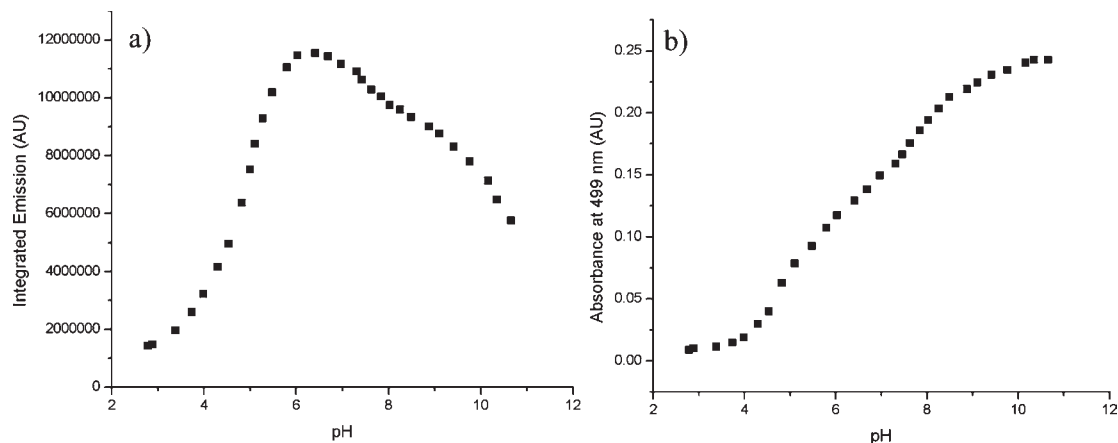 a)
12000000
10000000
8000000
6000000
4000000
2000000
0
2 4 6 8 10 12
pH
Integrated Emission (AU)
b)
0.25
0.20
0.15
0.10
0.05
0.00
2 4 6 8 10 12
pH
Absorbance at 499 nm (AU)